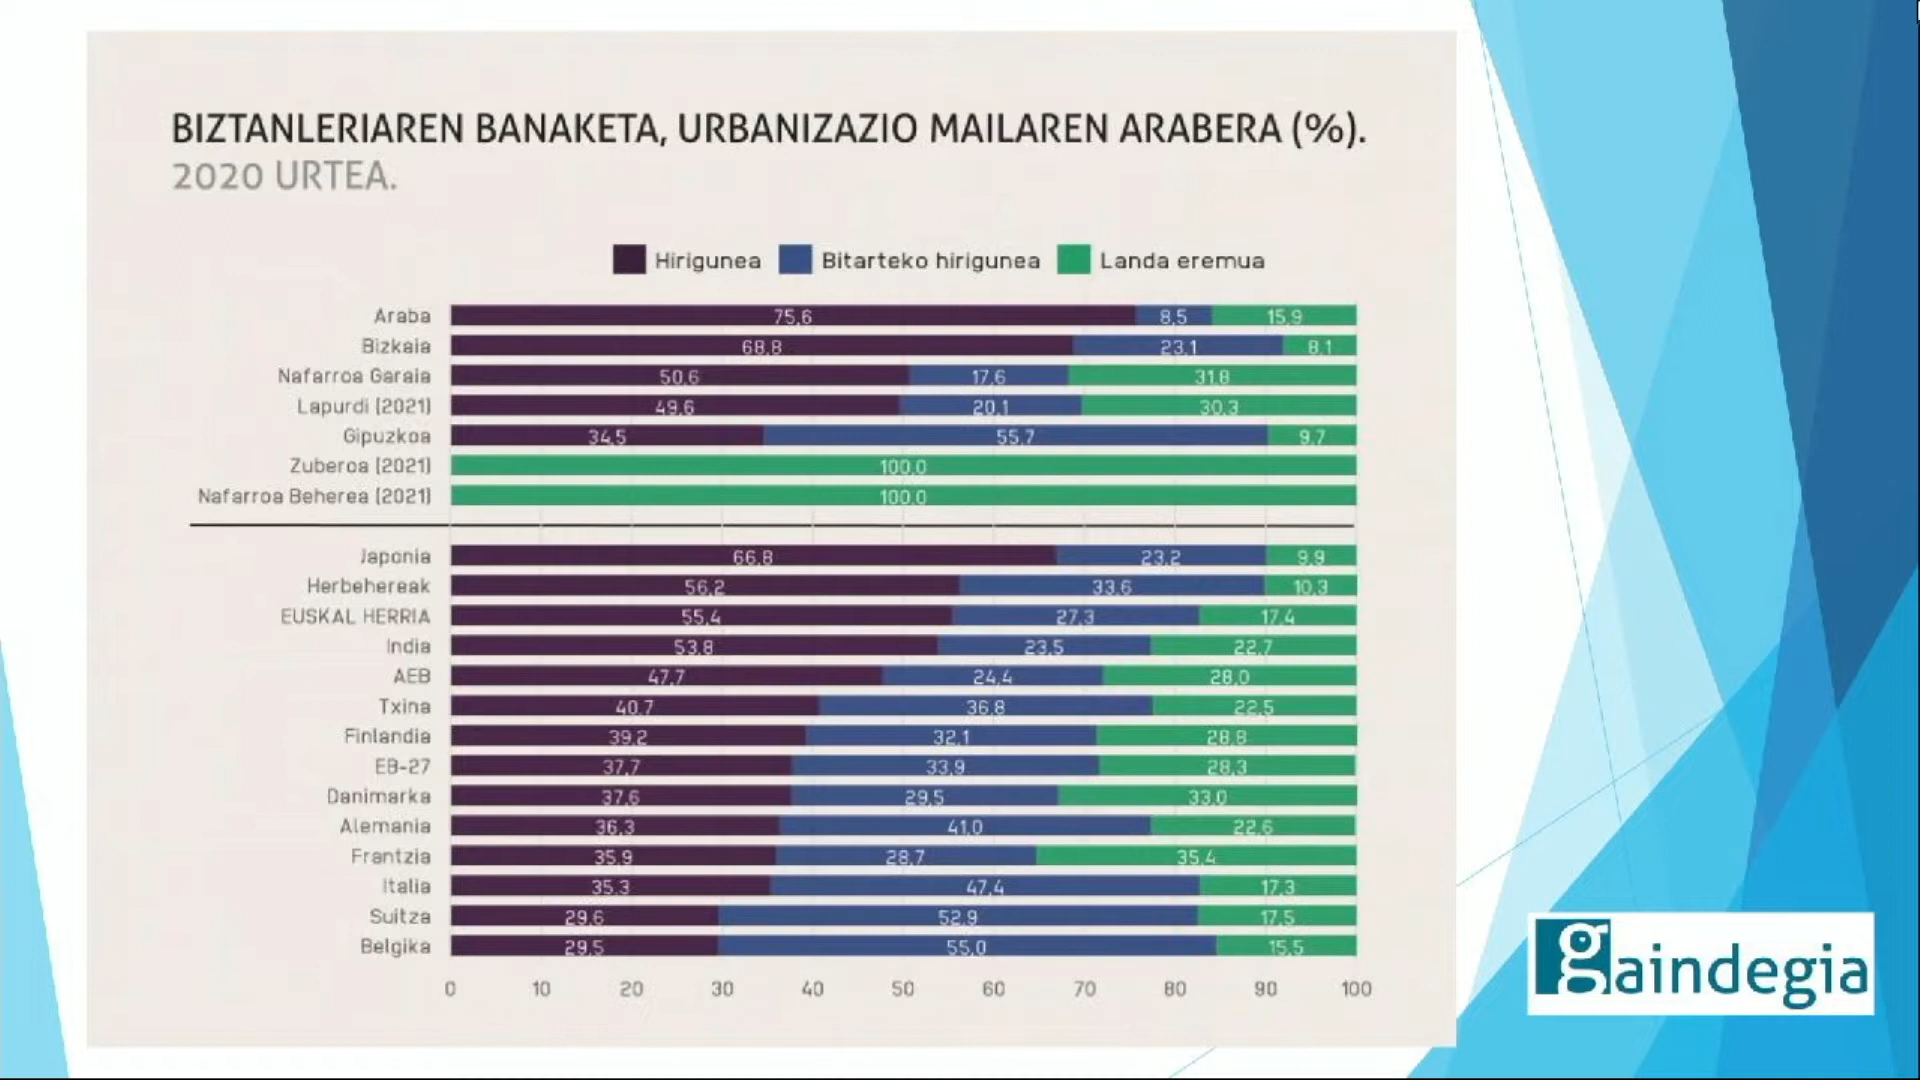 BIZTANLERIAREN BANAKETA, URBANIZAZIO MAILAREN ARABERA (%).
2020 URTEA.
Hirigunea Bitarteko hirigunea Landa eremua
Araba 75,6 8,5 15,9
Bizkaia 68,8 23,1 8,1
Nafarroa Garaia 50,6 17,6 31,8
Lapurdi (2021) 49,6 20,1 30,3
Gipuzkoa 34,5 55,7 9,7
Zuberoa (2021) 100,0
Nafarroa Beherea (2021) 100,0
Japonia 66,8 23,2 9,9
Herbehereak 56,2 33,6 10,3
EUSKAL HERRIA 55,4 27,3 17,4
India 53,8 23,5 22,7
AEB 47,7 24,4 28,0
Txina 40,7 36,8 22,5
Finlandia 39,2 32,1 28,8
EB-27 37,7 33,9 28,3
Danimarka 37,6 29,5 33,0
Alemania 36,3 41,0 22,6
Frantzia 35,9 28,7 35,4
Italia 35,3 47,4 17,3
Suitza 29,6 52,9 17,5
Belgika 29,5 55,0 15,5
0 10 20 30 40 50 60 70 80 90 100
gaindegia